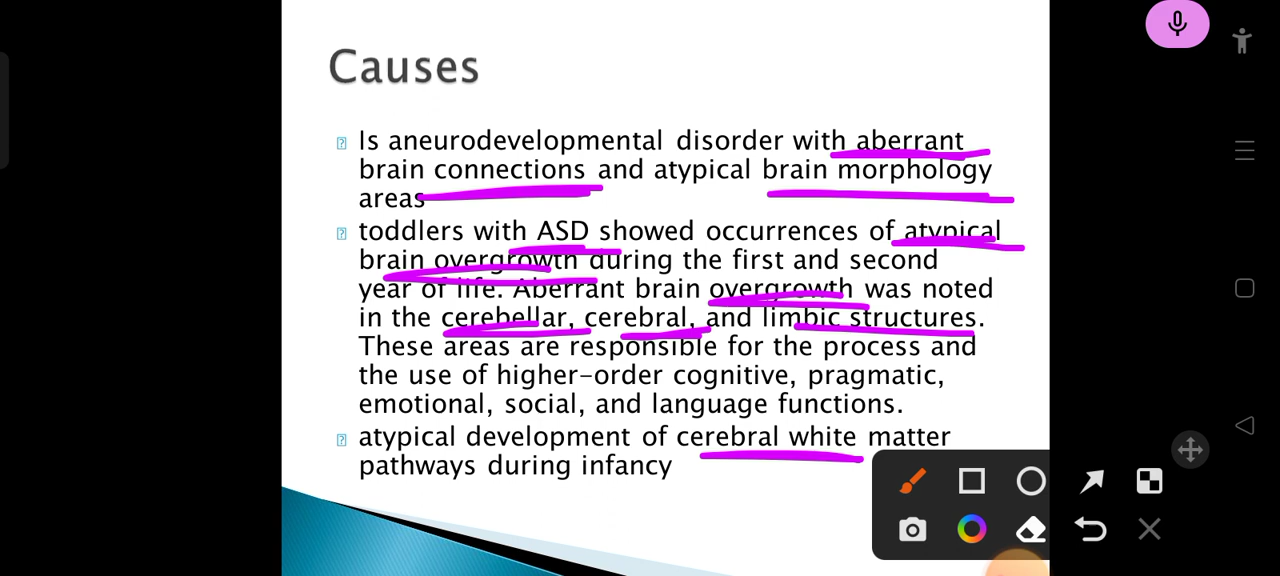 Causes
Is aneurodevelopmental disorder with aberrant
brain connections and atypical brain morphology
areas
toddlers with ASD showed occurrences of atypical
brain overgrowth during the first and second
year of life. Aberrant brain overgrowth was noted
in the cerebellar, cerebral, and limbic structures.
These areas are responsible for the process and
the use of higher-order cognitive, pragmatic,
emotional, social, and language functions.
atypical development of cerebral white matter
pathways during infancy